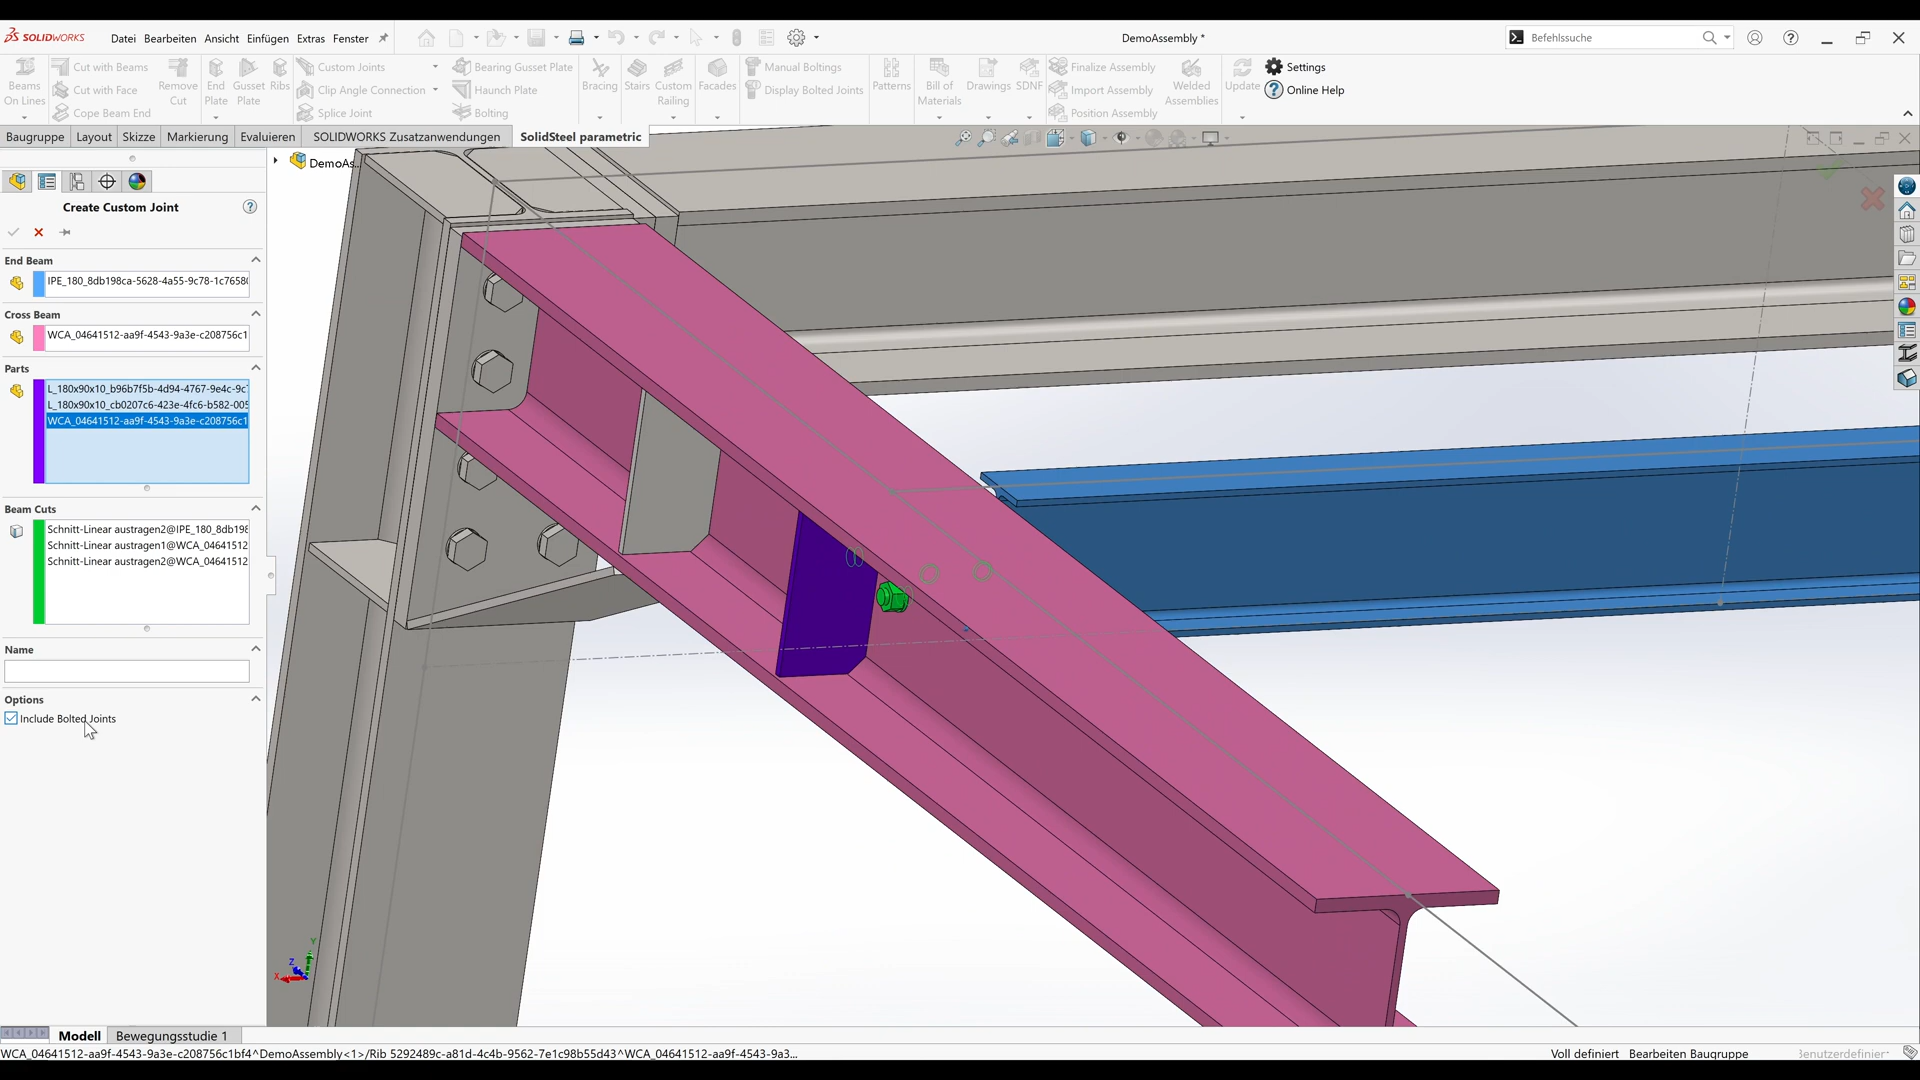 SOLIDWORKS
Datei Bearbeiten Ansicht Einfügen Extras Fenster
DemoAssembly *
Befehlssuche
Beams On Lines
Cut with Beams
Cut with Face
Cope Beam End
Remove Cut
End Plate
Gusset Plate
Ribs
Custom Joints
Clip Angle Connection
Splice Joint
Bearing Gusset Plate
Haunch Plate
Bolting
Bracing
Stairs
Custom Railing
Facades
Manual Boltings
Display Bolted Joints
Patterns
Bill of Materials
Drawings
SDNF
Finalize Assembly
Import Assembly
Position Assembly
Welded Assemblies
Update
Settings
Online Help
Baugruppe Layout Skizze Markierung Evaluieren SOLIDWORKS Zusatzanwendungen SolidSteel parametric
DemoAs...
Create Custom Joint
End Beam
IPE_180_8db198ca-5628-4a55-9c78-1c7658
Cross Beam
WCA_04641512-aa9f-4543-9a3e-c208756c1
Parts
L_180x90x10_b96b7f5b-4d94-4767-9e4c-9c
L_180x90x10_cb0207c6-423e-4fc6-b582-005
WCA_04641512-aa9f-4543-9a3e-c208756c1
Beam Cuts
Schnitt-Linear austragen2@IPE_180_8db198
Schnitt-Linear austragen1@WCA_04641512
Schnitt-Linear austragen2@WCA_04641512
Name
Options
Include Bolted Joints
Y
Z
X
Modell Bewegungsstudie 1
WCA_04641512-aa9f-4543-9a3e-c208756c1bf4^DemoAssembly<1>/Rib 5292489c-a81d-4c4b-9562-7e1c98b55d43^WCA_04641512-aa9f-4543-9a3...
Voll definiert Bearbeiten Baugruppe